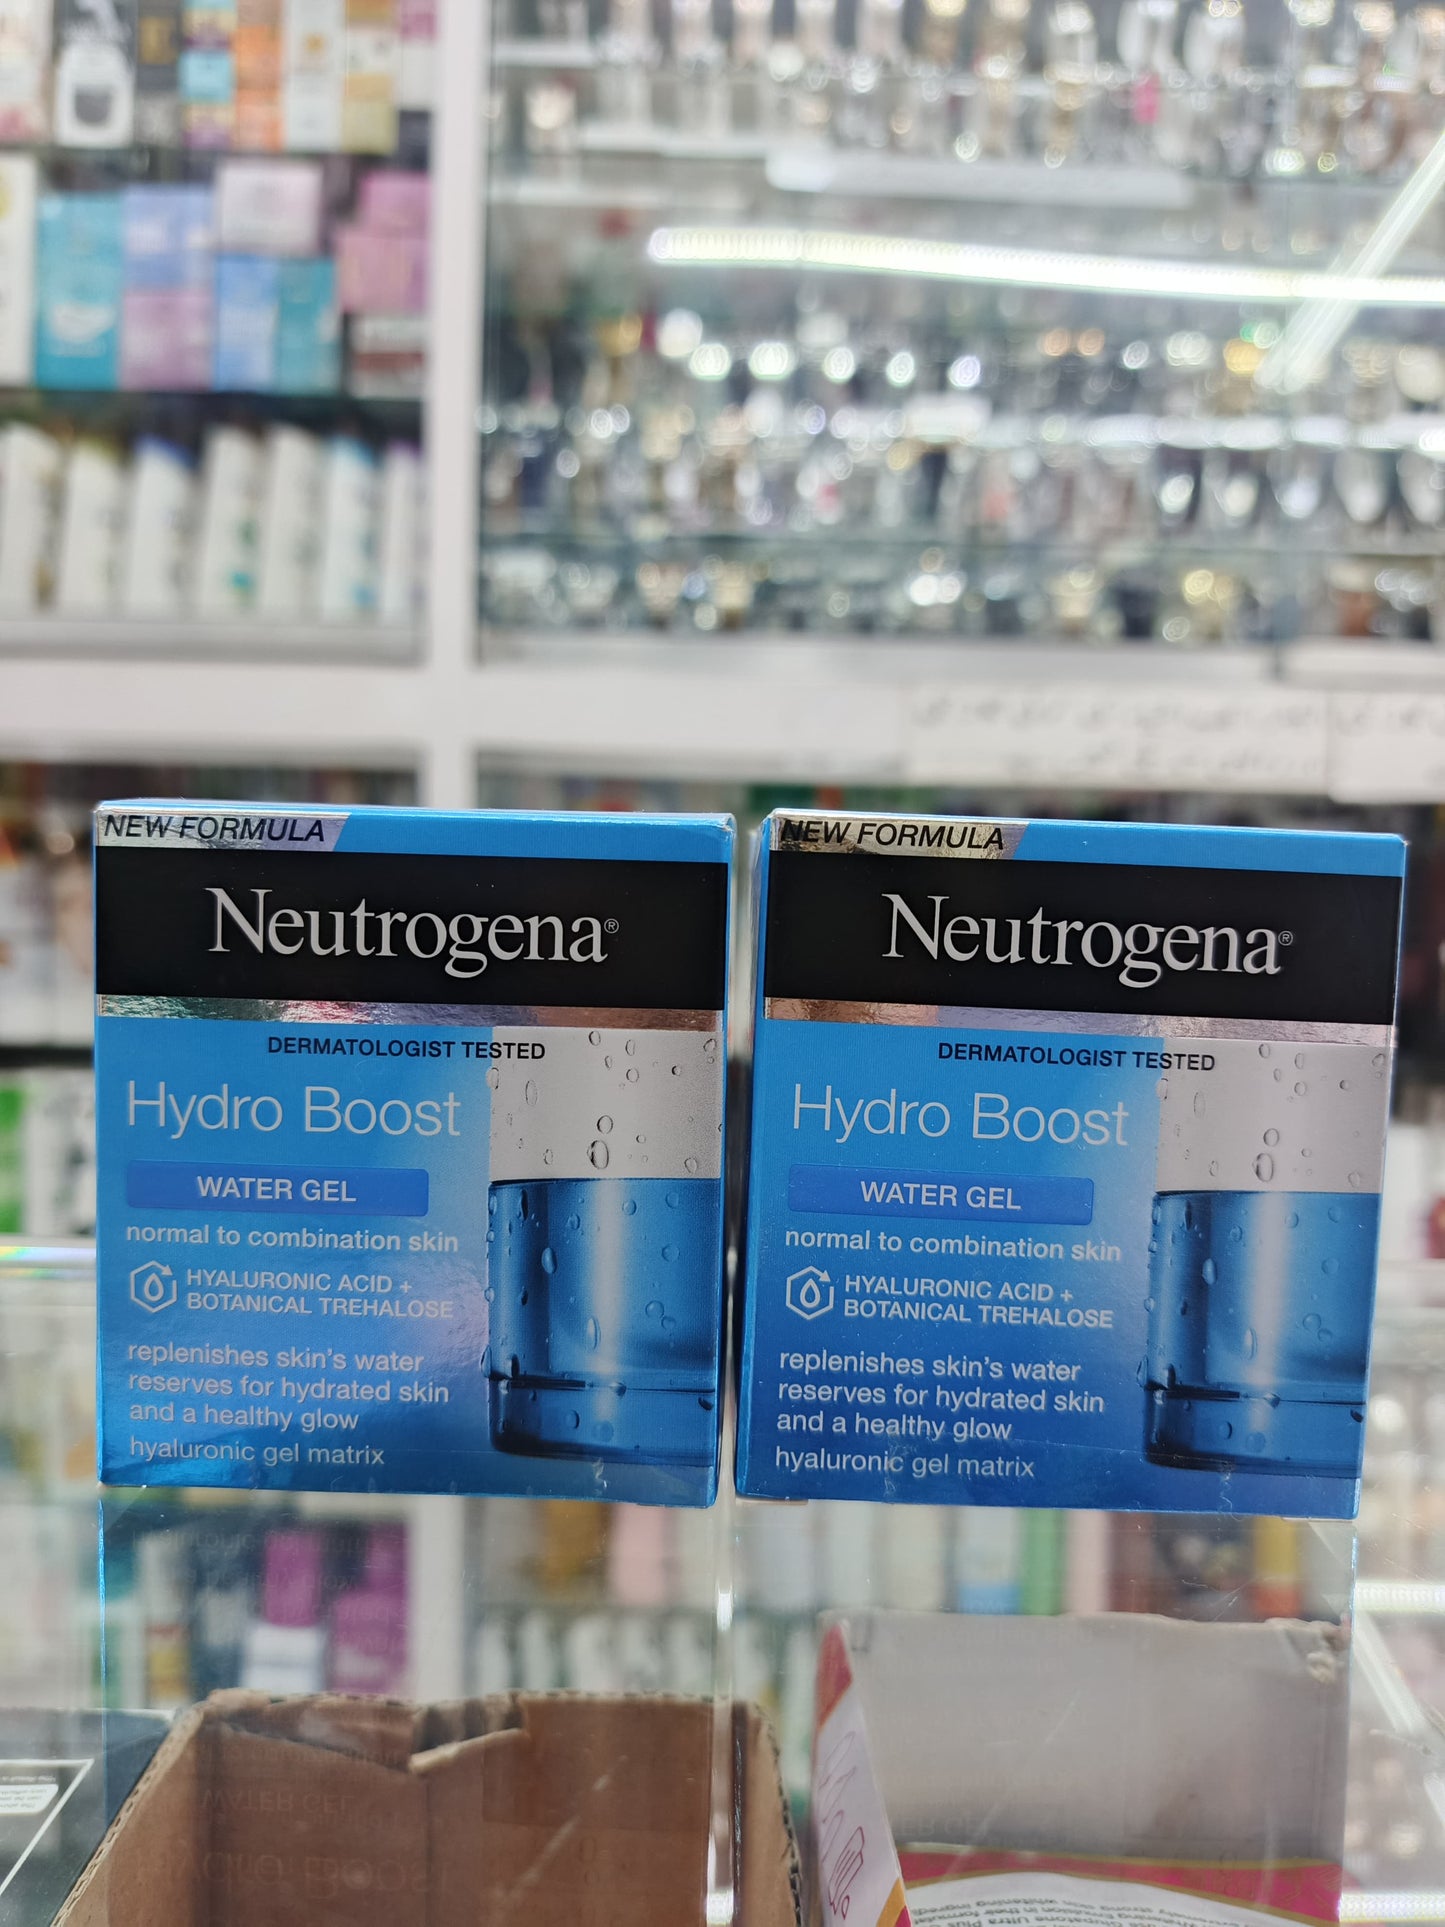 NEW FORMULA
Neutrogena®
DERMATOLOGIST TESTED
Hydro Boost
WATER GEL
normal to combination skin
HYALURONIC ACID +
BOTANICAL TREHALOSE
replenishes skin's water
reserves for hydrated skin
and a healthy glow
hyaluronic gel matrix
NEW FORMULA
Neutrogena®
DERMATOLOGIST TESTED
Hydro Boost
WATER GEL
normal to combination skin
HYALURONIC ACID +
BOTANICAL TREHALOSE
replenishes skin's water
reserves for hydrated skin
and a healthy glow
hyaluronic gel matrix